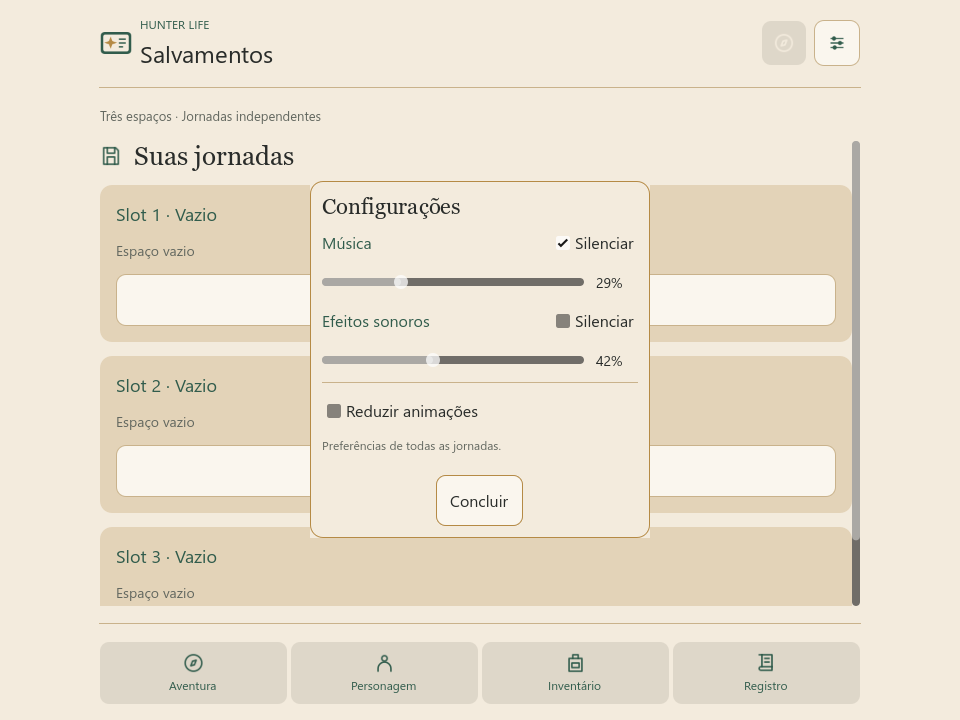 HUNTER LIFE
Salvamentos
Três espaços · Jornadas independentes
Suas jornadas
Slot 1 · Vazio
Espaço vazio
Configurações
Música
Silenciar
29%
Efeitos sonoros
Silenciar
42%
Reduzir animações
Preferências de todas as jornadas.
Concluir
Slot 2 · Vazio
Espaço vazio
Slot 3 · Vazio
Espaço vazio
Aventura
Personagem
Inventário
Registro